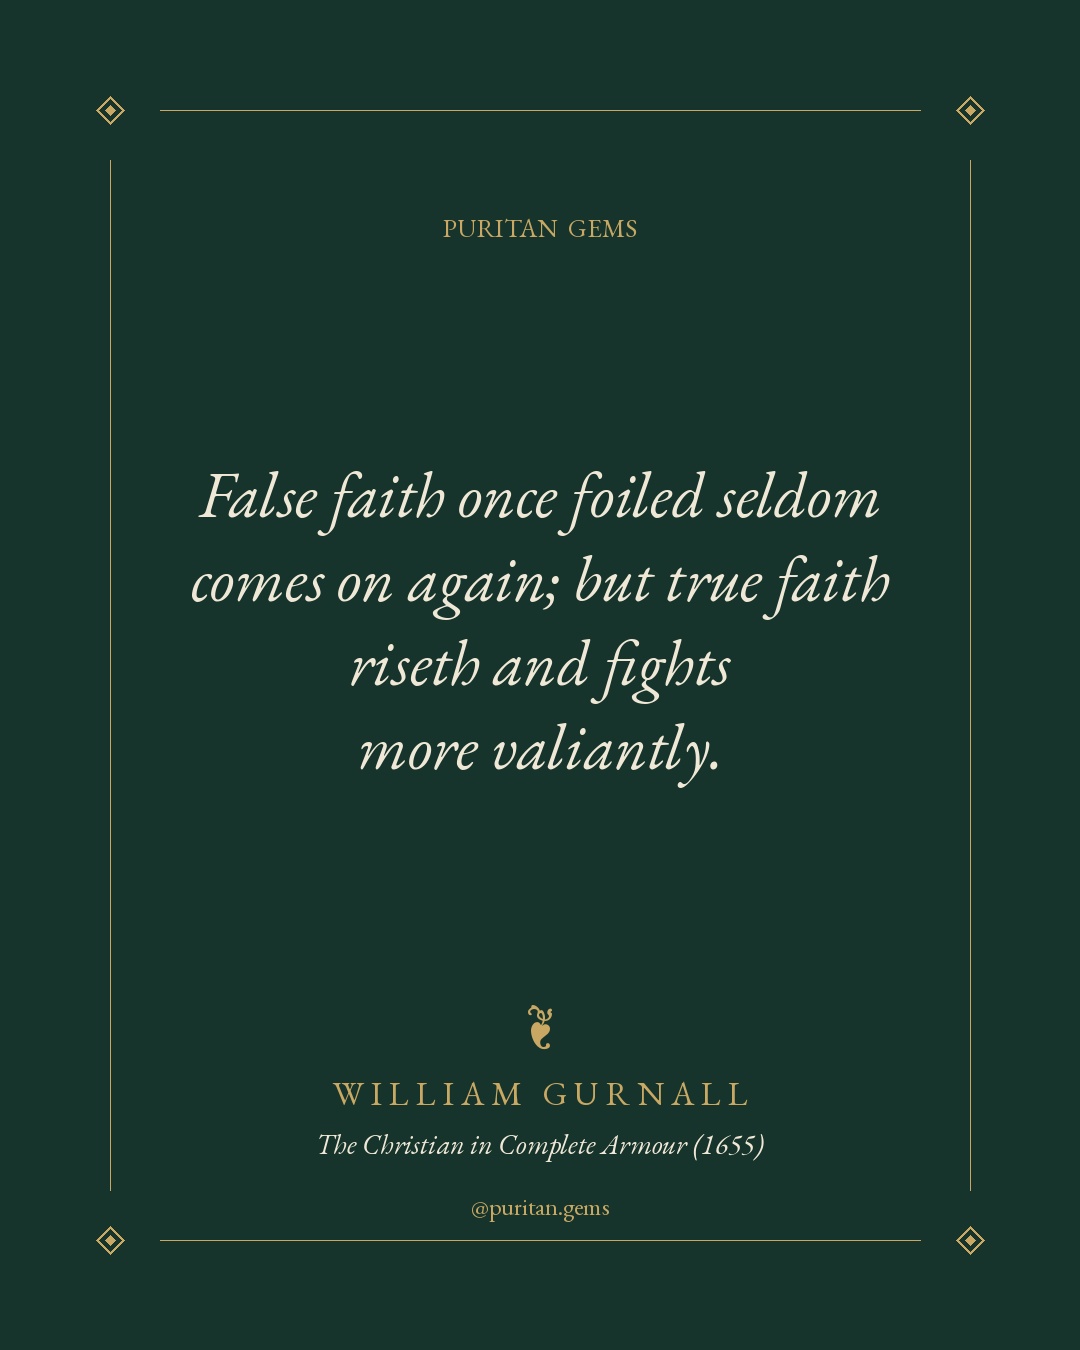 PURITAN GEMS
False faith once foiled seldom
comes on again; but true faith
riseth and fights
more valiantly.
WILLIAM GURNALL
The Christian in Complete Armour (1655)
@puritan.gems